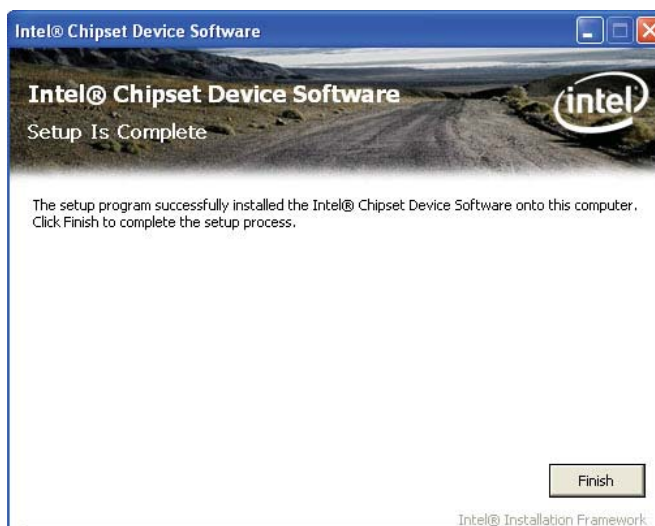 Intel® Chipset Device Software
Intel® Chipset Device Software
Setup Is Complete
intel
The setup program successfully installed the Intel® Chipset Device Software onto this computer.
Click Finish to complete the setup process.
Finish
Intel® Installation Framework